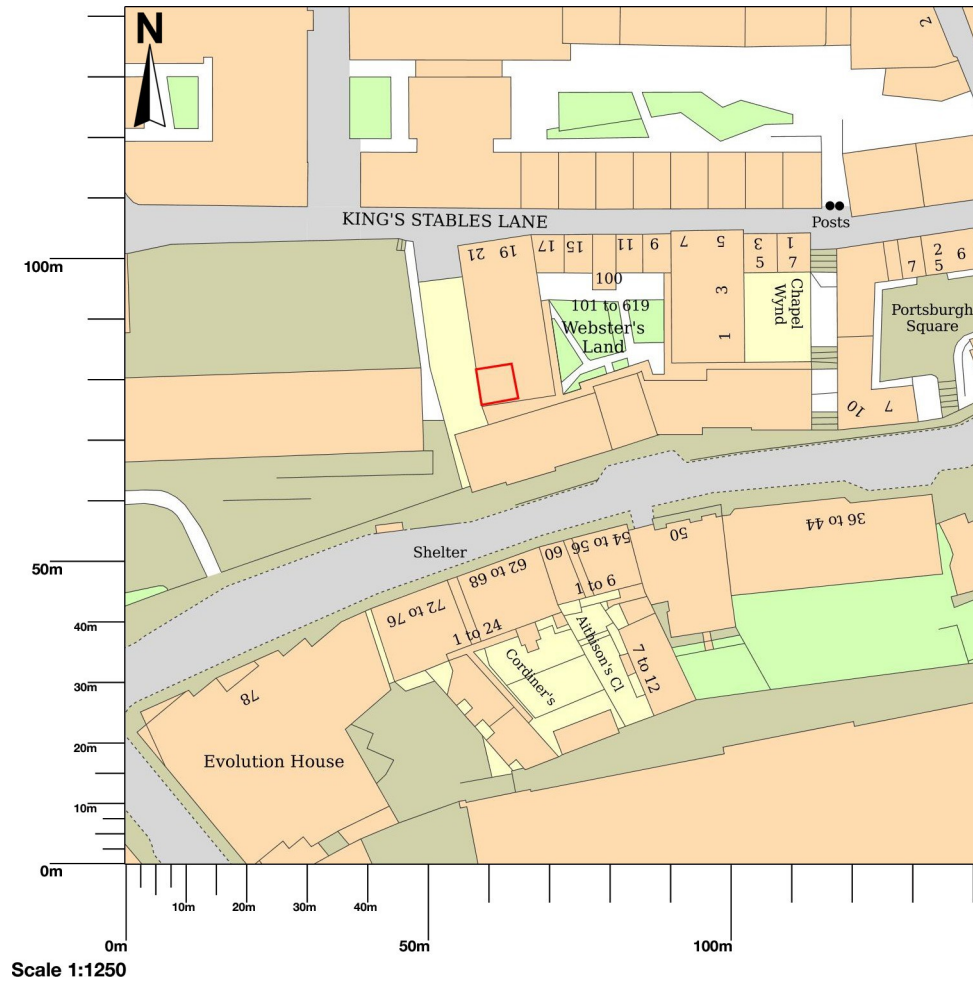 N
2
KING'S STABLES LANE
Posts
21
19
17
15
11
9
7
5
3
1
5
7
7
2
5
6
100m
100
101 to 619
Webster's
Land
3
1
Chapel
Wynd
Portsburgh
Square
10
7
50m
Shelter
72 to 76
62 to 68
60
54 to 56
50
36 to 44
1 to 9
1 to 24
40m
Aithison's Cl
Cordiner's
7 to 12
30m
78
20m
Evolution House
10m
0m
10m
20m
30m
40m
0m
50m
100m
Scale 1:1250